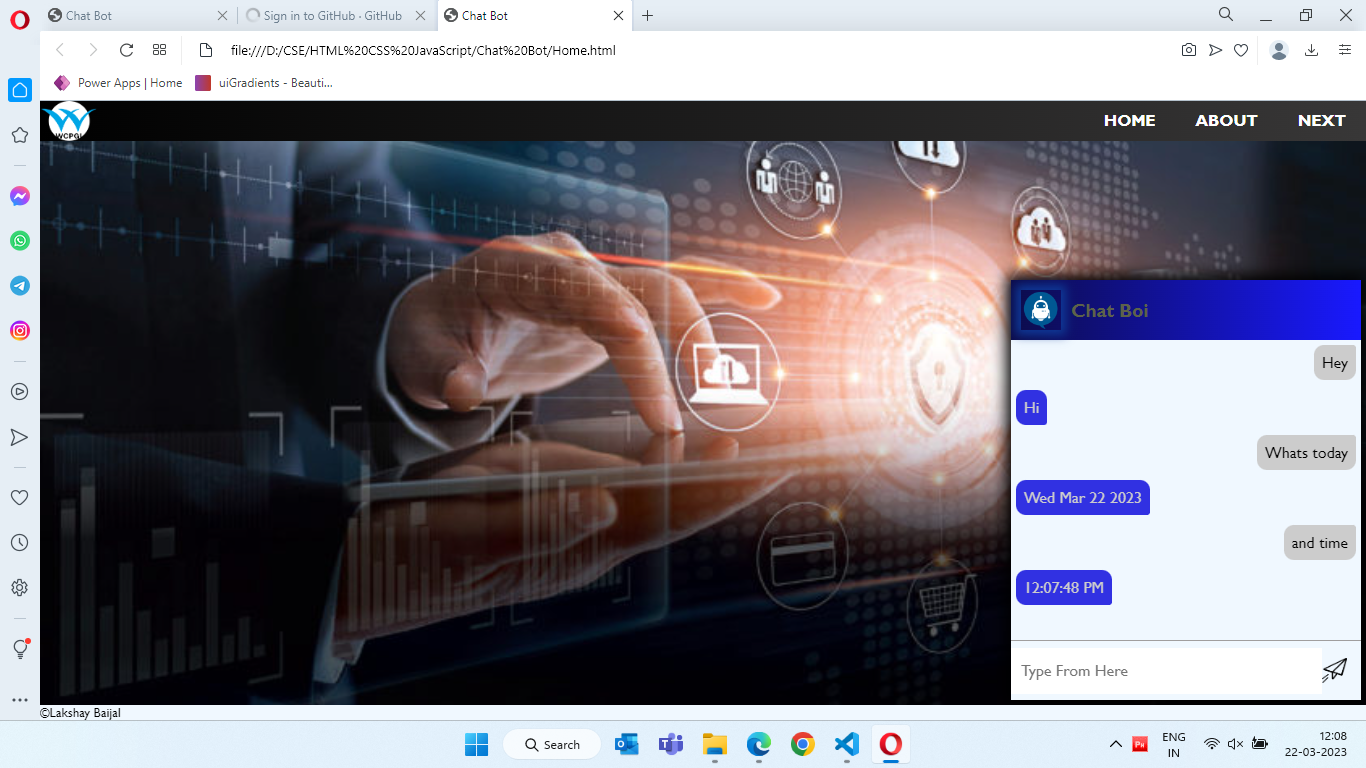 Chat Bot
Sign in to GitHub · GitHub
Chat Bot
file:///D:/CSE/HTML%20CSS%20JavaScript/Chat%20Bot/Home.html
Power Apps | Home
uiGradients - Beauti...
WCPGI
HOME
ABOUT
NEXT
Chat Boi
Hey
Hi
Whats today
Wed Mar 22 2023
and time
12:07:48 PM
Type From Here
©Lakshay Baijal
Search
ENG
IN
12:08
22-03-2023